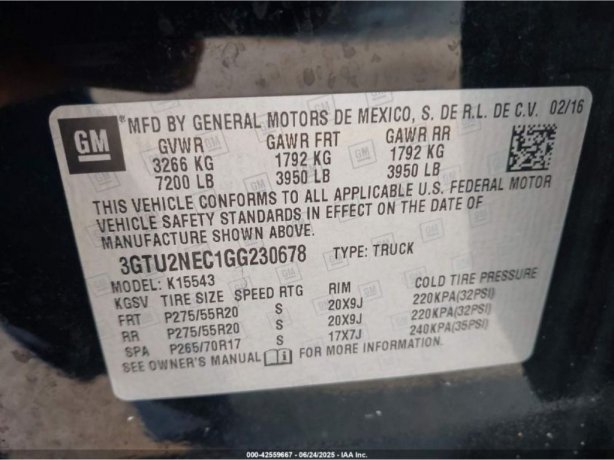 GM
® MFD BY GENERAL MOTORS DE MEXICO, S. DE R.L. DE C.V. 02/16
GVWR GAWR FRT GAWR RR
3266 KG 1792 KG 1792 KG
7200 LB 3950 LB 3950 LB
THIS VEHICLE CONFORMS TO ALL APPLICABLE U.S. FEDERAL MOTOR
VEHICLE SAFETY STANDARDS IN EFFECT ON THE DATE OF
MANUFACTURE SHOWN ABOVE.
3GTU2NEC1GG230678 TYPE: TRUCK
MODEL: K15543
KGSV TIRE SIZE SPEED RTG RIM COLD TIRE PRESSURE
FRT P275/55R20 S 20X9J 220KPA(32PSI)
RR P275/55R20 S 20X9J 220KPA(32PSI)
SPA P265/70R17 S 17X7J 240KPA(35PSI)
SEE OWNER'S MANUAL FOR MORE INFORMATION.
000-42559667 - 06/24/2025 - IAA Inc.